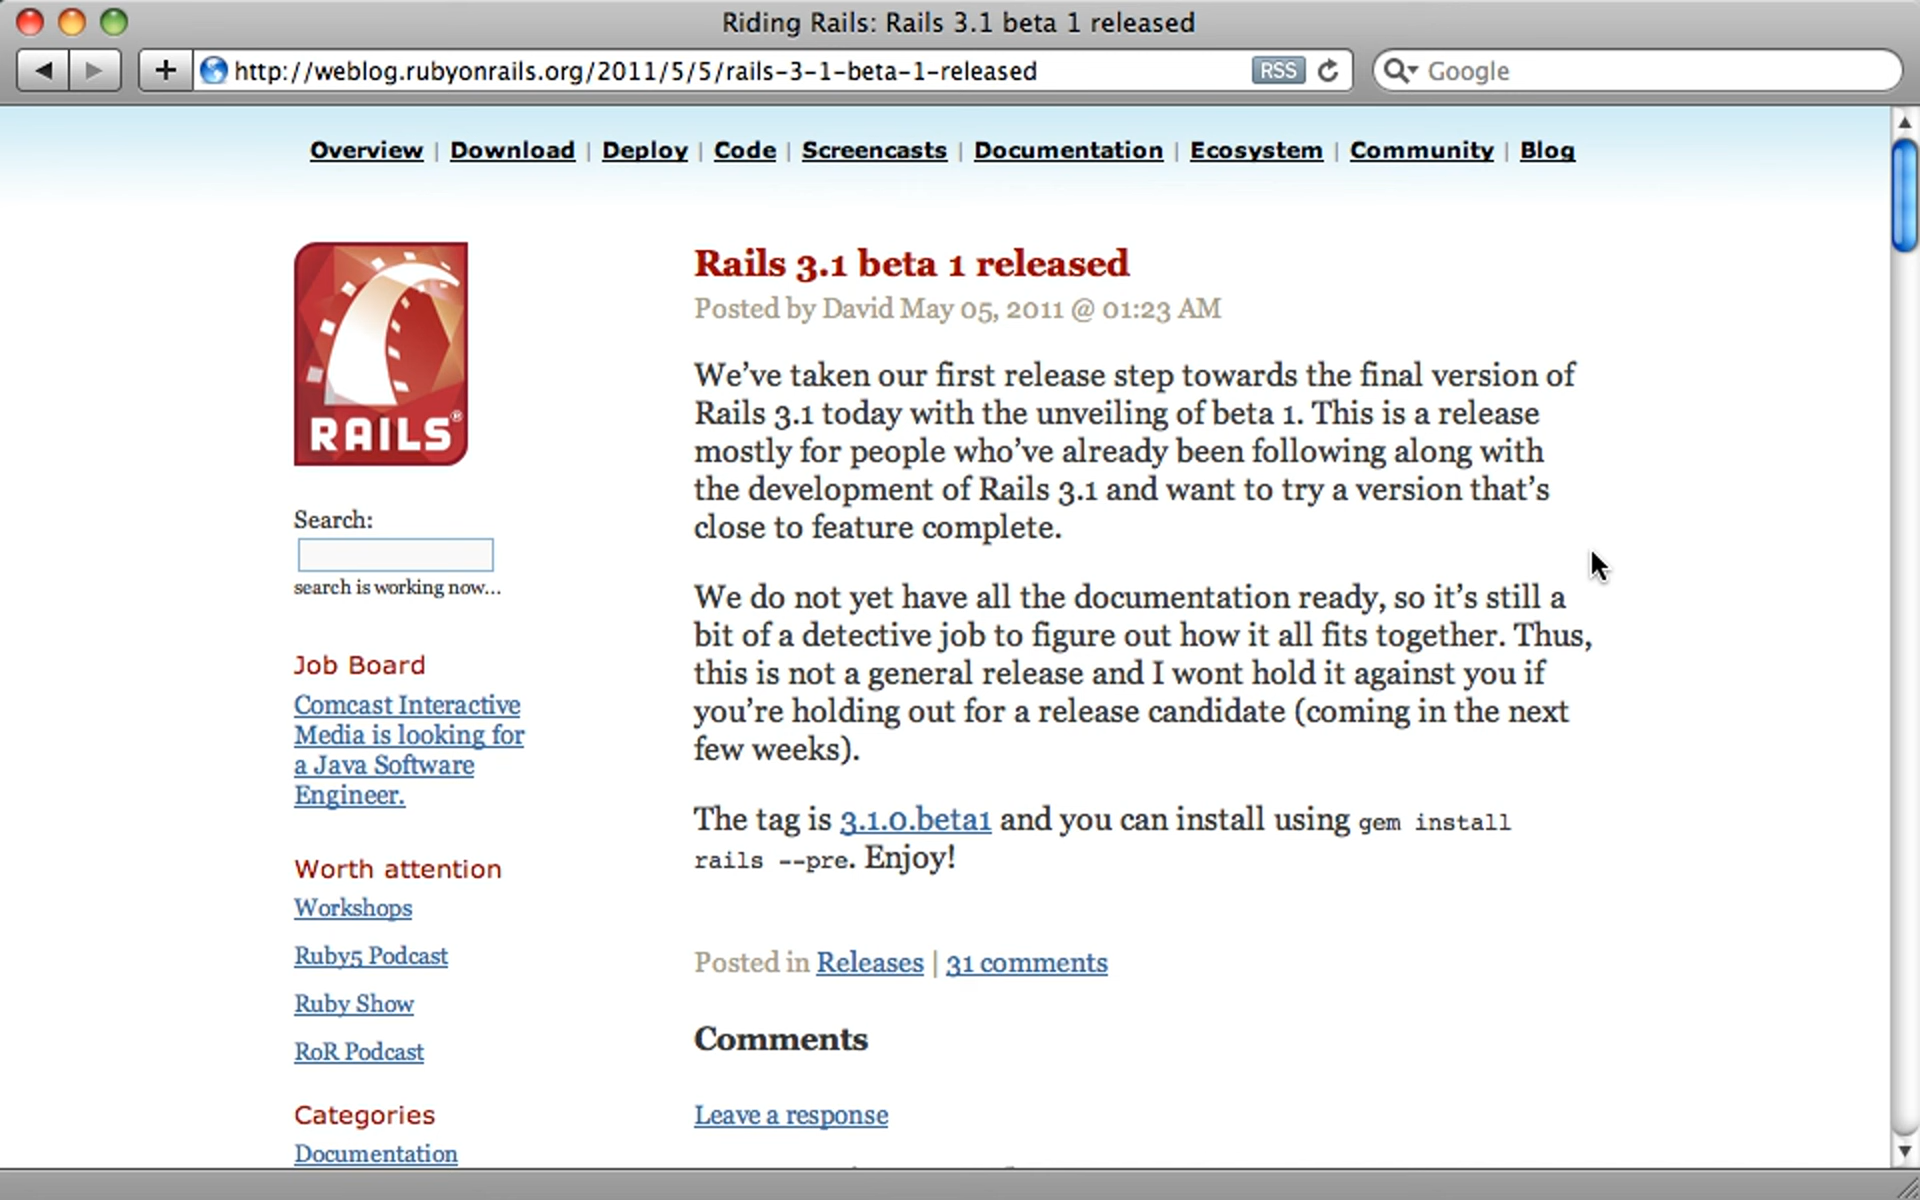 Riding Rails: Rails 3.1 beta 1 released
http://weblog.rubyonrails.org/2011/5/5/rails-3-1-beta-1-released
RSS
Google
Overview | Download | Deploy | Code | Screencasts | Documentation | Ecosystem | Community | Blog
RAILS®
Search:
search is working now...
Job Board
Comcast Interactive
Media is looking for
a Java Software
Engineer.
Worth attention
Workshops
Ruby5 Podcast
Ruby Show
RoR Podcast
Categories
Documentation
Rails 3.1 beta 1 released
Posted by David May 05, 2011 @ 01:23 AM
We’ve taken our first release step towards the final version of
Rails 3.1 today with the unveiling of beta 1. This is a release
mostly for people who’ve already been following along with
the development of Rails 3.1 and want to try a version that’s
close to feature complete.
We do not yet have all the documentation ready, so it’s still a
bit of a detective job to figure out how it all fits together. Thus,
this is not a general release and I wont hold it against you if
you’re holding out for a release candidate (coming in the next
few weeks).
The tag is 3.1.0.beta1 and you can install using gem install
rails --pre. Enjoy!
Posted in Releases | 31 comments
Comments
Leave a response